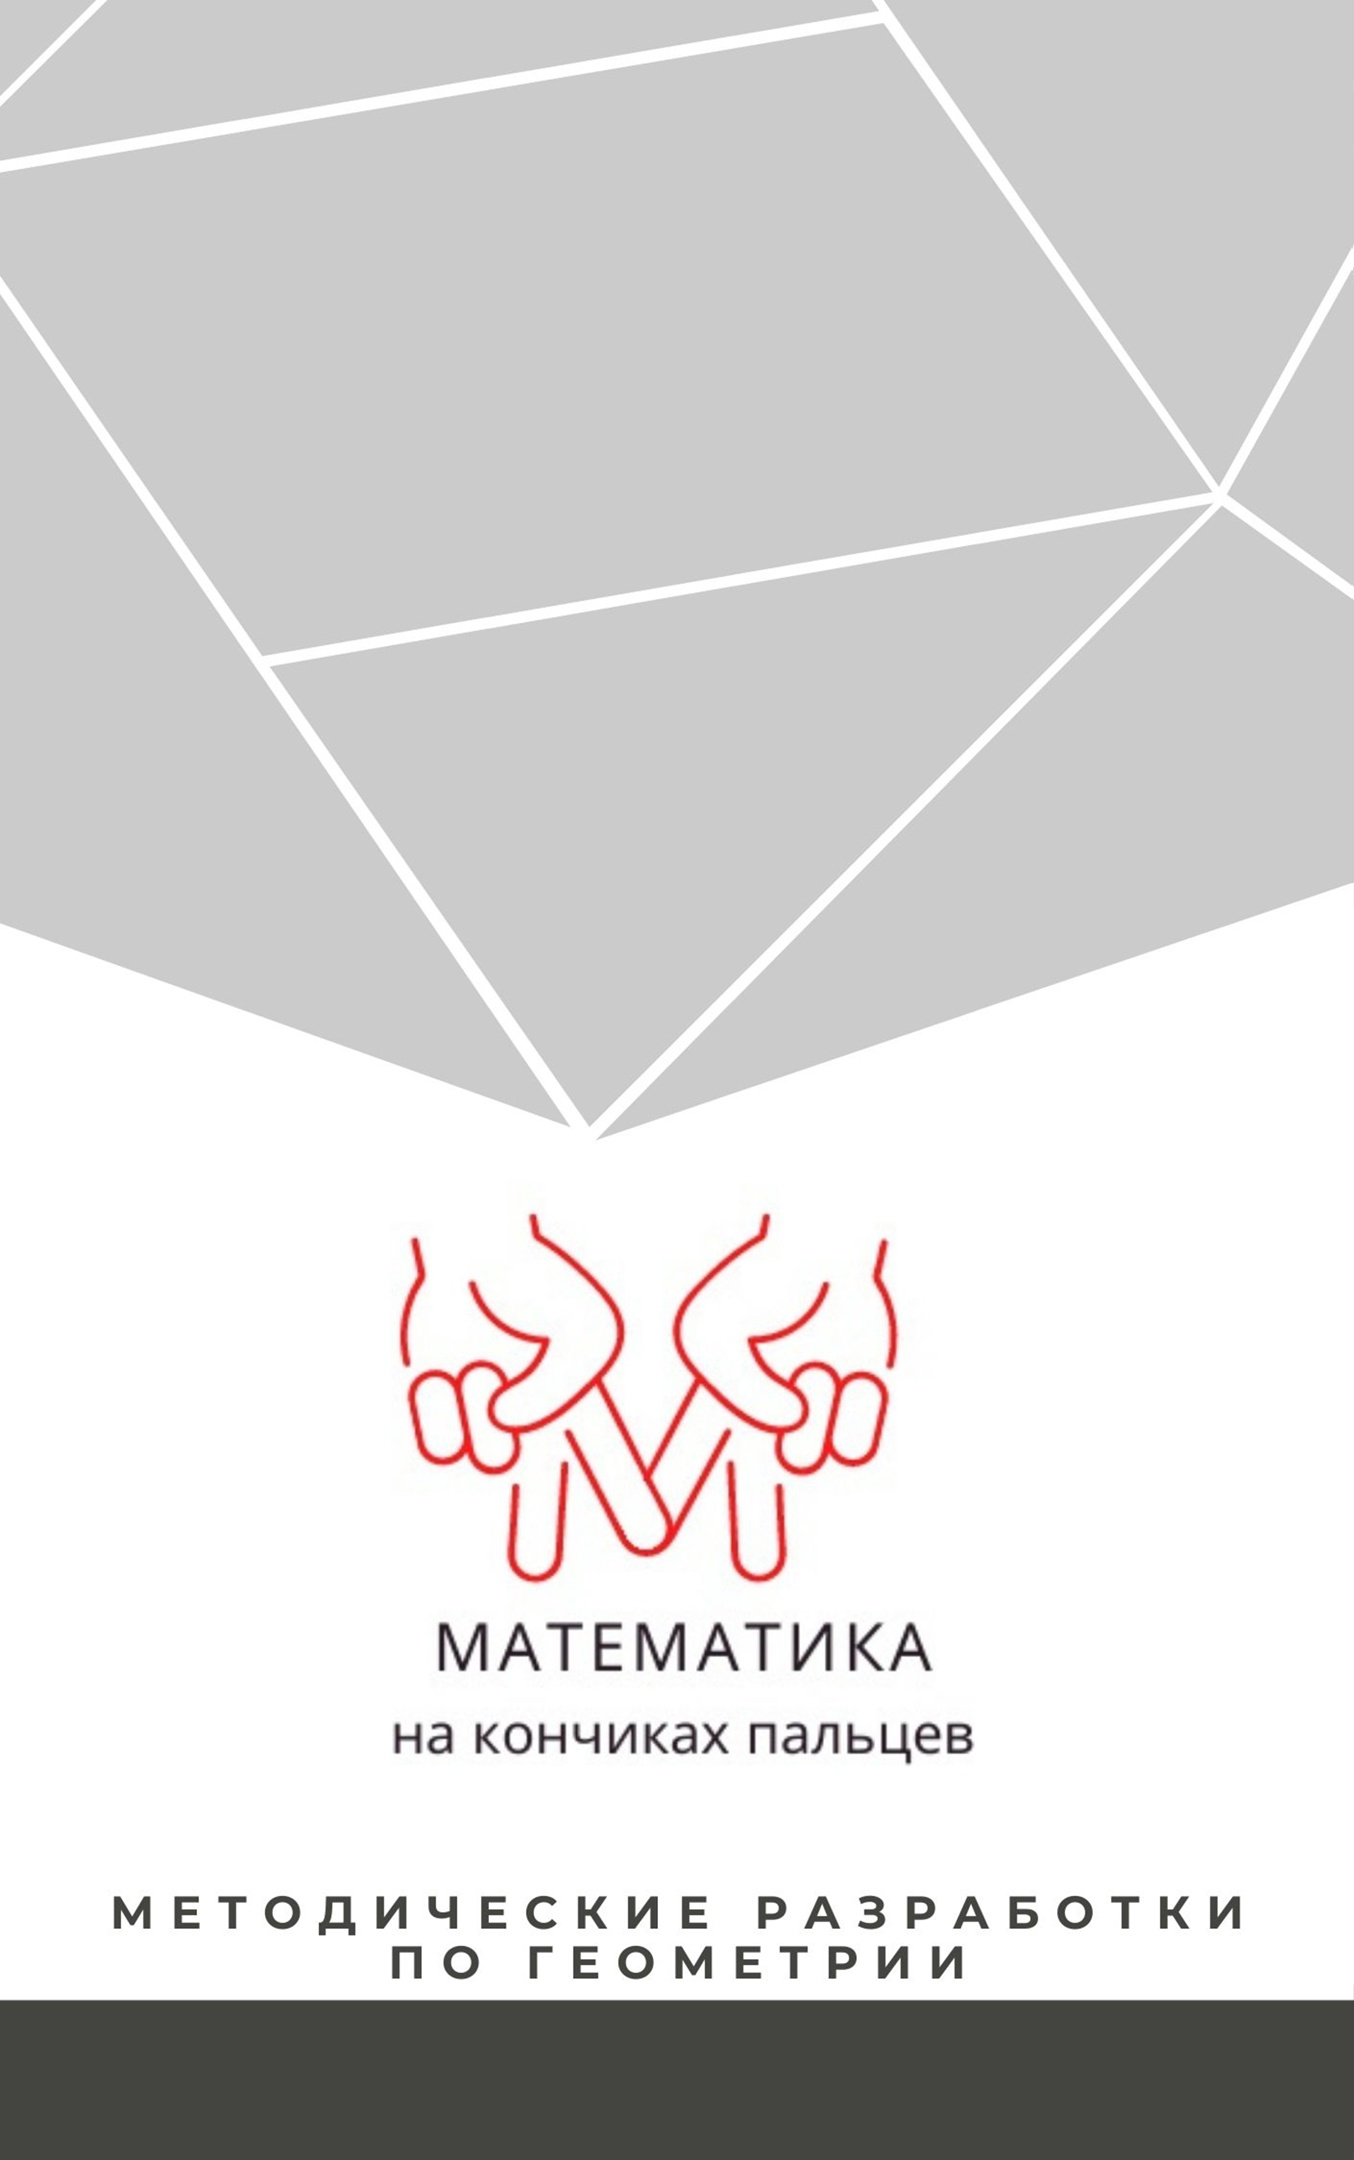 МАТЕМАТИКА
на кончиках пальцев
МЕТОДИЧЕСКИЕ РАЗРАБОТКИ
ПО ГЕОМЕТРИИ